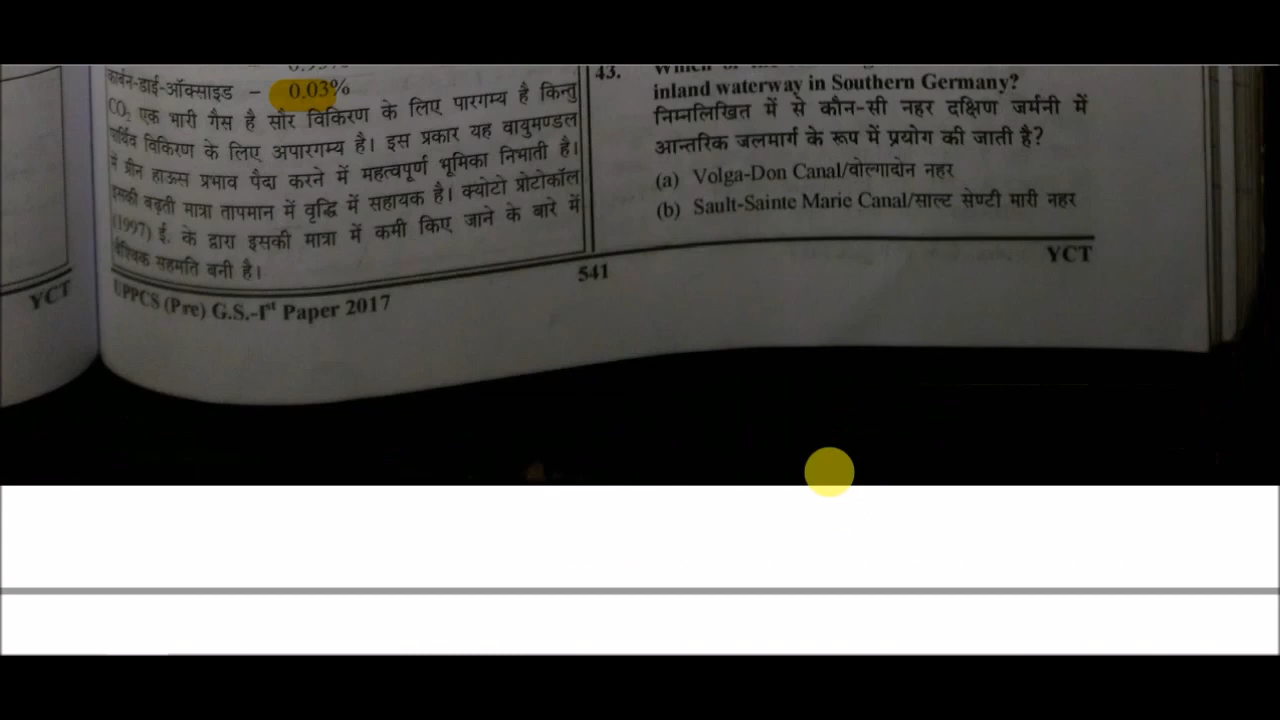 कार्बन-डाई-ऑक्साइड – 0.03%
CO₂ एक भारी गैस है सौर विकिरण के लिए पारगम्य है किन्तु
पार्थिव विकिरण के लिए अपारगम्य है। इस प्रकार यह वायुमण्डल
में ग्रीन हाऊस प्रभाव पैदा करने में महत्वपूर्ण भूमिका निभाती है।
इसकी बढ़ती मात्रा तापमान में वृद्धि में सहायक है। क्योटो प्रोटोकॉल
(1997) ई. के द्वारा इसकी मात्रा में कमी किए जाने के बारे में
वैश्विक सहमति बनी है।
43.
inland waterway in Southern Germany?
निम्नलिखित में से कौन-सी नहर दक्षिण जर्मनी में
आन्तरिक जलमार्ग के रूप में प्रयोग की जाती है?
(a) Volga-Don Canal/वोल्गादोन नहर
(b) Sault-Sainte Marie Canal/साल्ट सेण्टी मारी नहर
YCT
UPPCS (Pre) G.S.-Ist Paper 2017
541
YCT